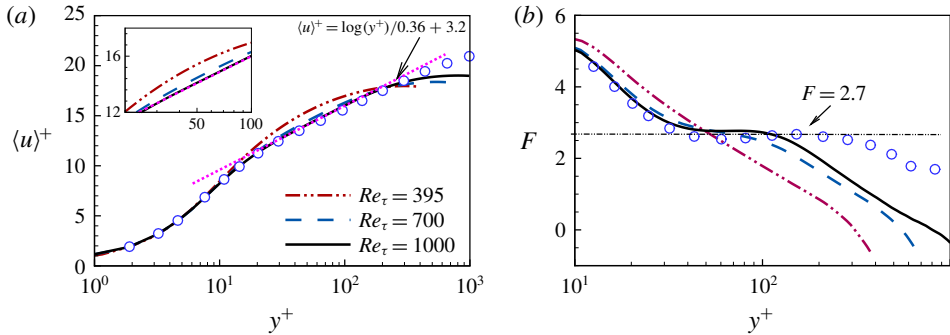 (a)
⟨u⟩⁺ = log(y⁺)/0.36 + 3.2
25
20
15
10
5
0
⟨u⟩⁺
16
12
50
100
Re_τ = 395
Re_τ = 700
Re_τ = 1000
10⁰
10¹
10²
10³
y⁺
(b)
6
4
2
0
F
F = 2.7
10¹
10²
y⁺